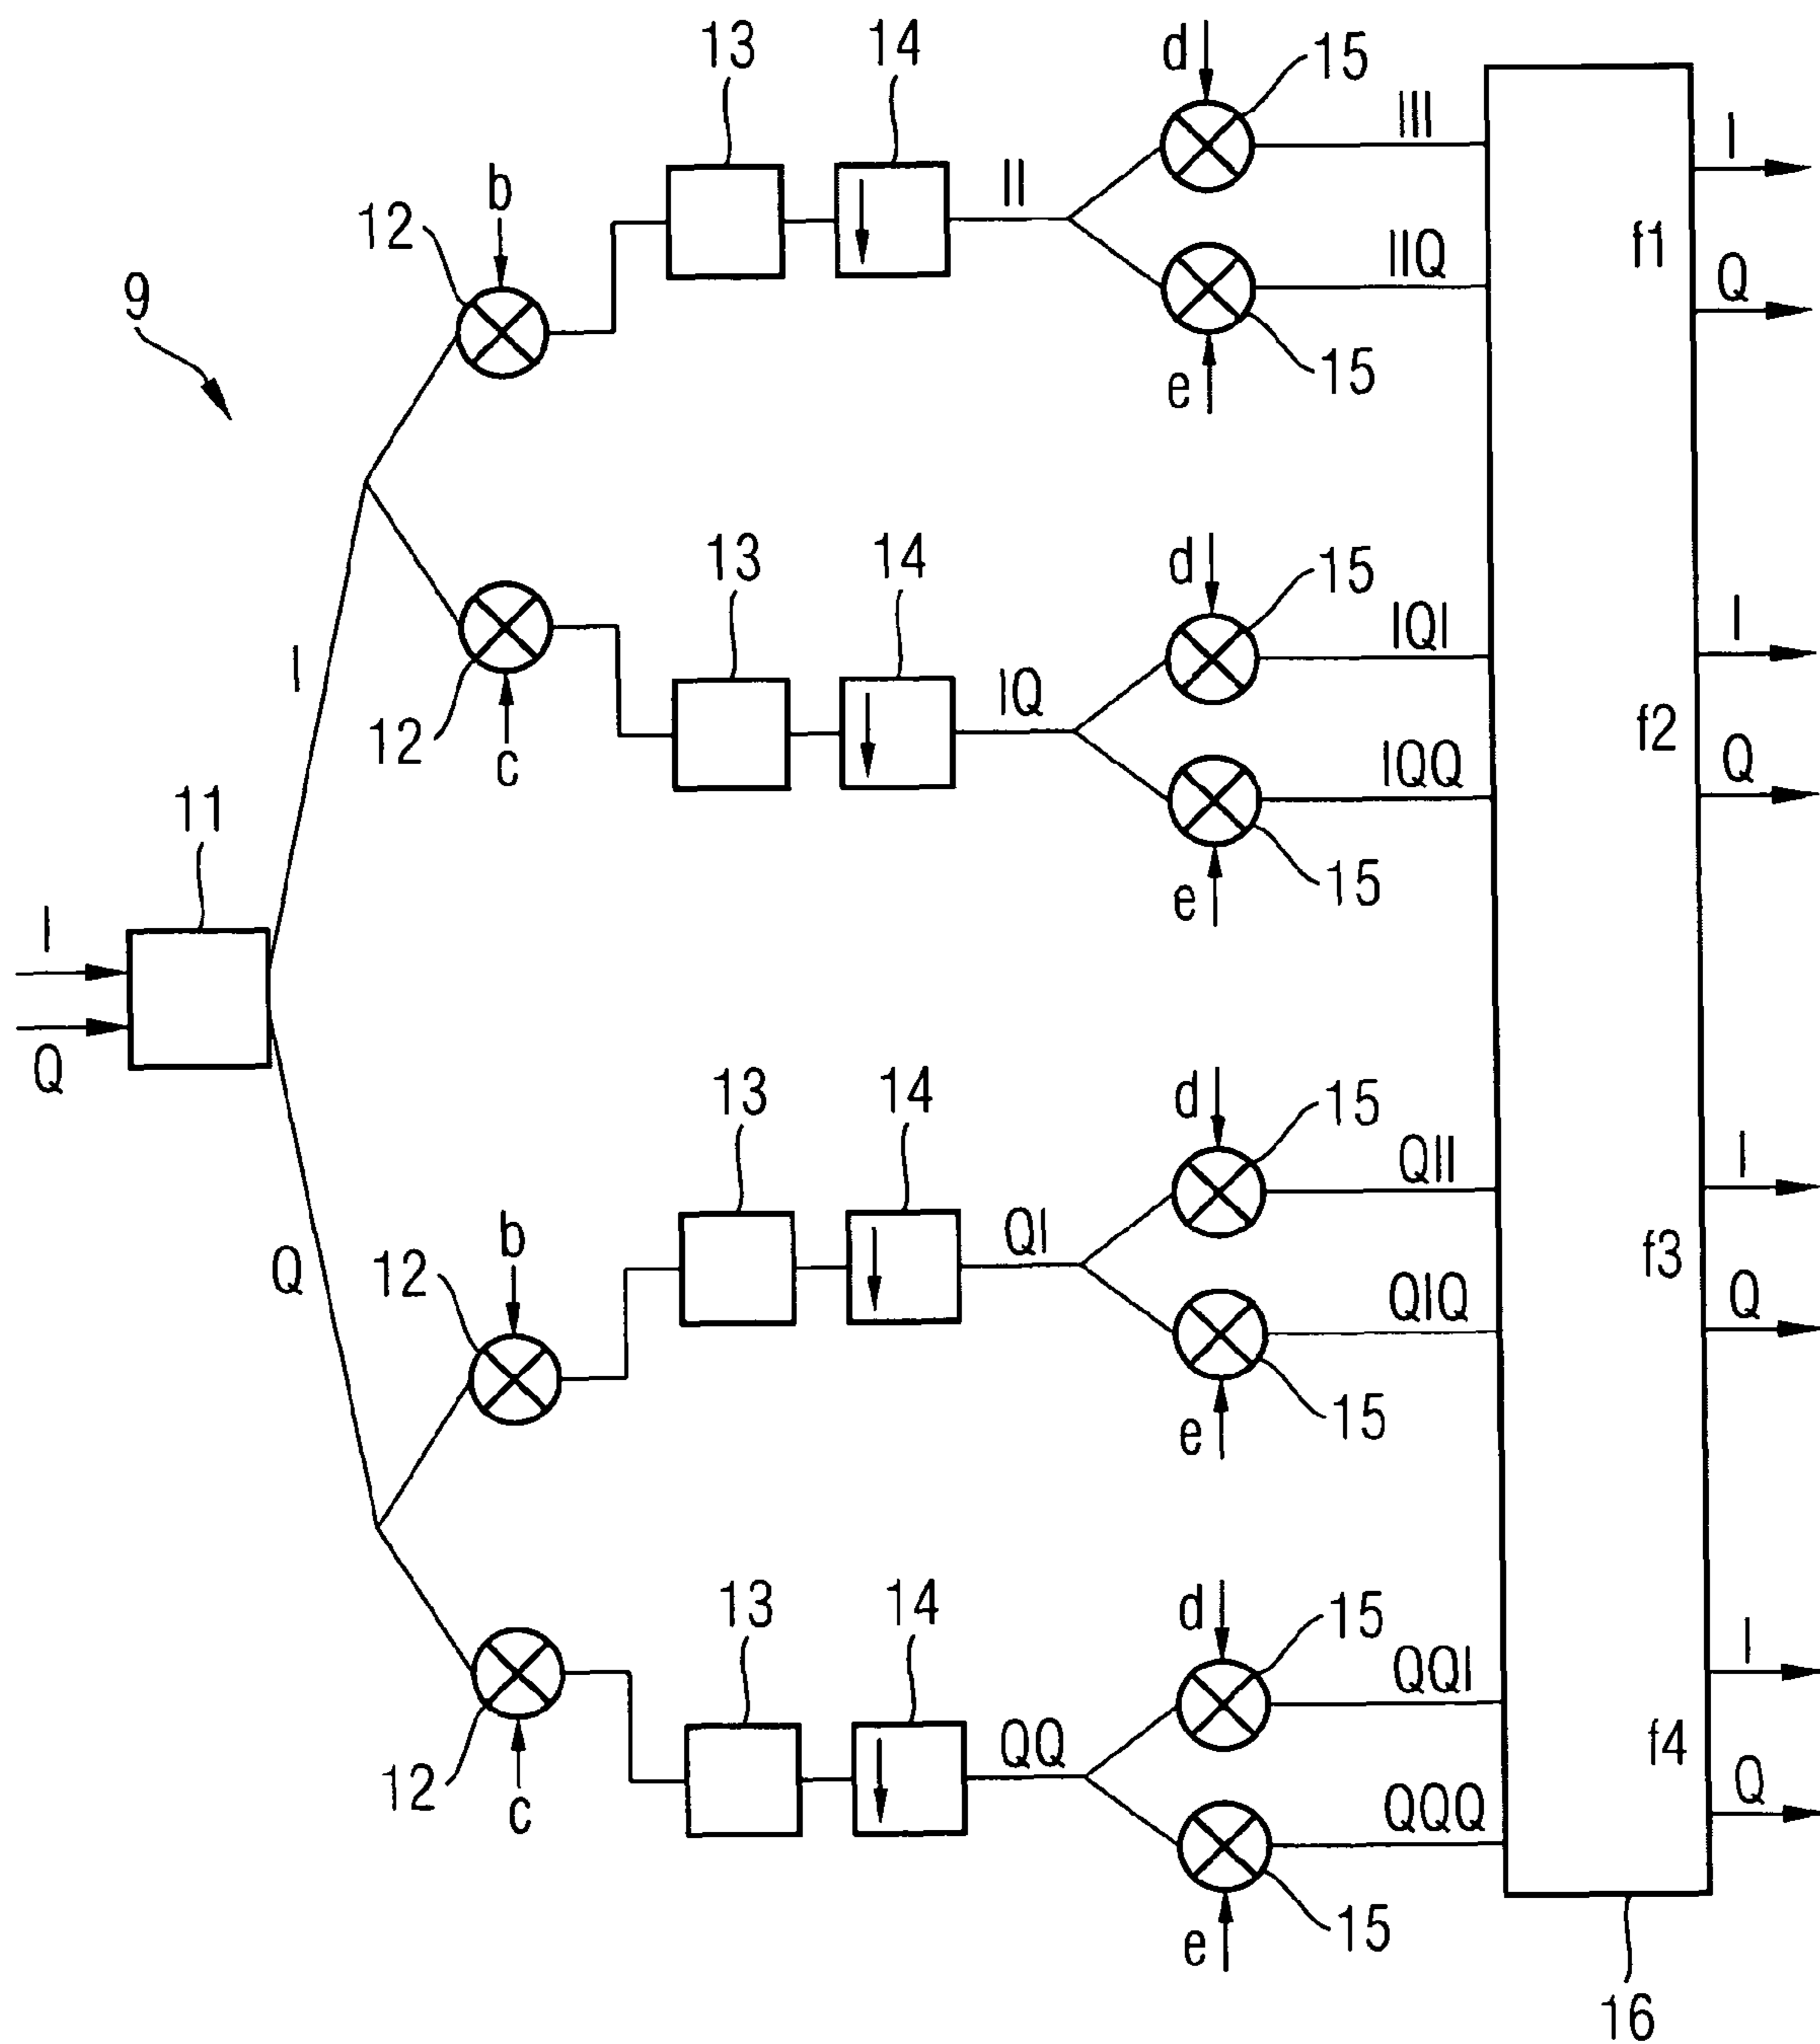 13 14 d 15 III I
b 12 II IIQ f1 Q
9 e 15
13 14 d 15 IQI I
I 12 c IQ IQQ f2 Q
11 e 15
I
Q
13 14 d 15 QII I
Q 12 b QI QIQ f3 Q
e 15
13 14 d 15 QQI I
12 c QQ QQQ f4 Q
e 15
16